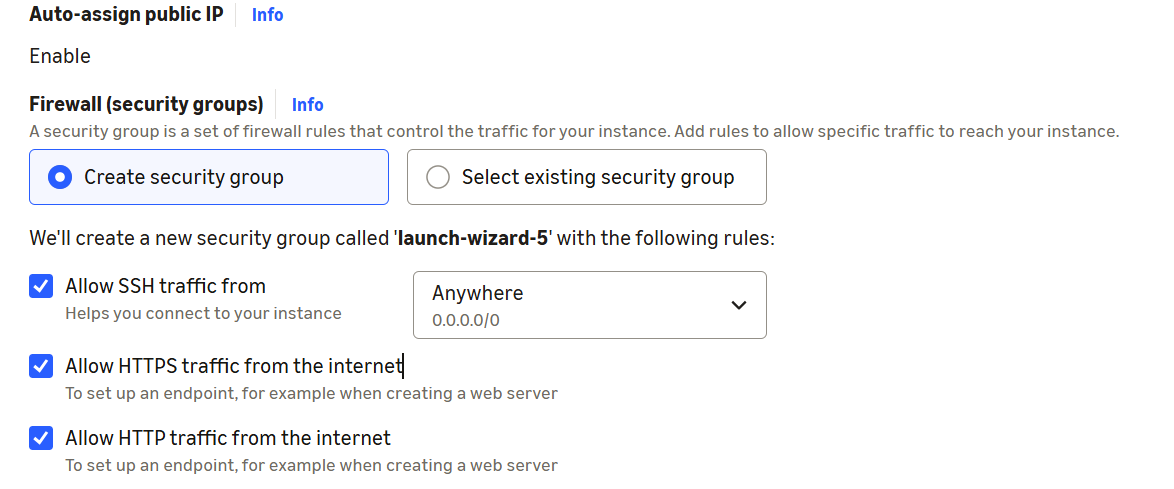 Auto-assign public IP Info
Enable
Firewall (security groups) Info
A security group is a set of firewall rules that control the traffic for your instance. Add rules to allow specific traffic to reach your instance.
Create security group Select existing security group
We'll create a new security group called 'launch-wizard-5' with the following rules:
Allow SSH traffic from
Helps you connect to your instance
Anywhere
0.0.0.0/0
Allow HTTPS traffic from the internet
To set up an endpoint, for example when creating a web server
Allow HTTP traffic from the internet
To set up an endpoint, for example when creating a web server